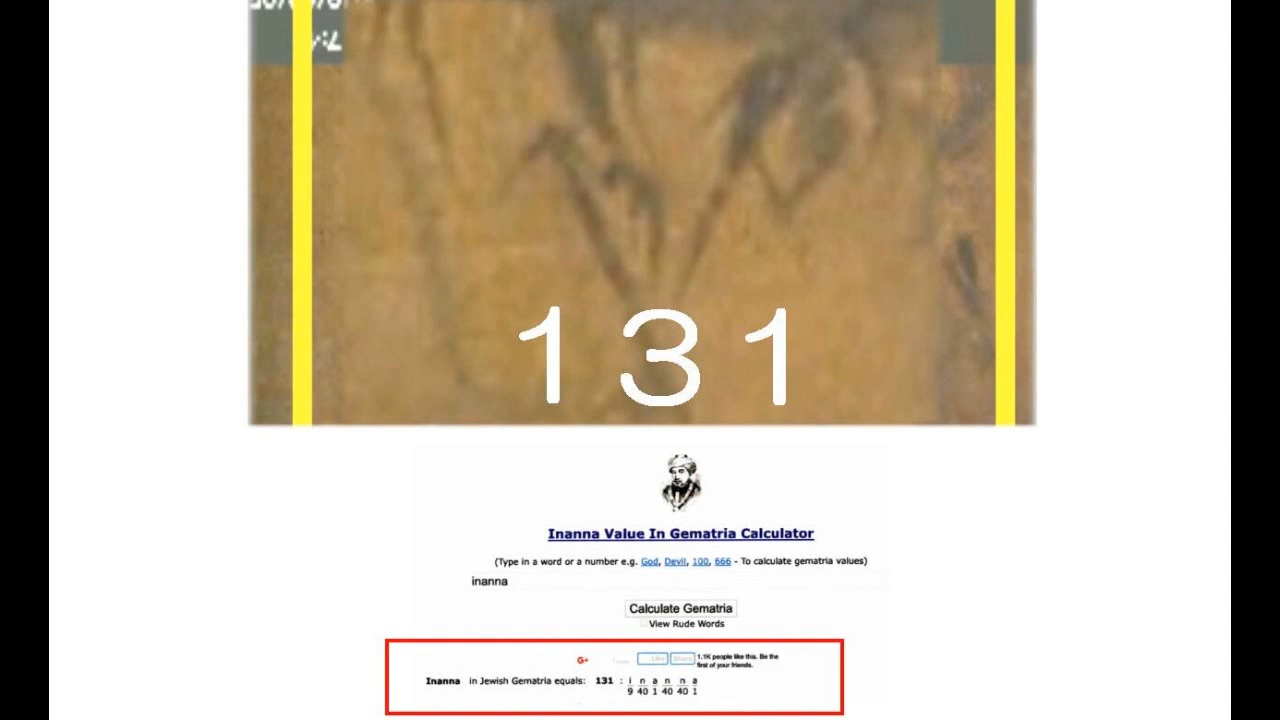 131
Inanna Value In Gematria Calculator
(Type in a word or a number e.g. God, Devil, 100, 666 - To calculate gematria values)
inanna
Calculate Gematria
View Rude Words
G+ Like Share 1.1K people like this. Be the
first of your friends.
Inanna in Jewish Gematria equals: 131 : i n a n n a
9 40 1 40 40 1